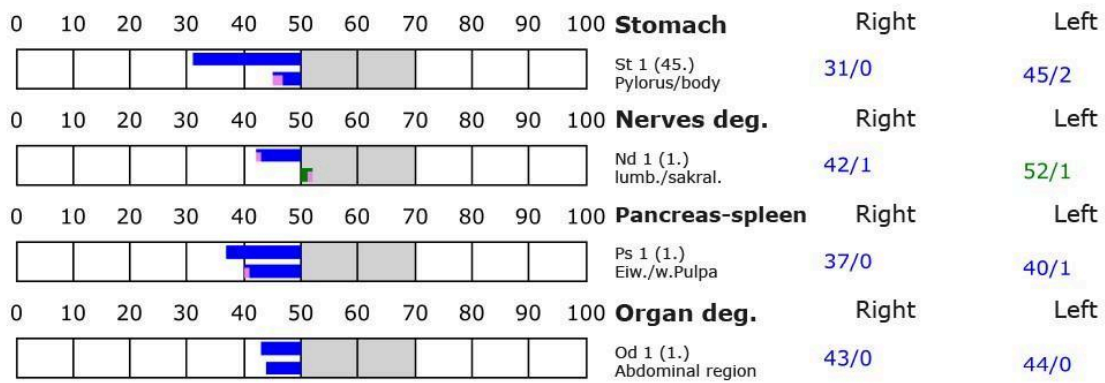 0 10 20 30 40 50 60 70 80 90 100 Stomach Right Left
St 1 (45.) 31/0 45/2
Pylorus/body
0 10 20 30 40 50 60 70 80 90 100 Nerves deg. Right Left
Nd 1 (1.) 42/1 52/1
lumb./sakral.
0 10 20 30 40 50 60 70 80 90 100 Pancreas-spleen Right Left
Ps 1 (1.) 37/0 40/1
Eiw./w.Pulpa
0 10 20 30 40 50 60 70 80 90 100 Organ deg. Right Left
Od 1 (1.) 43/0 44/0
Abdominal region